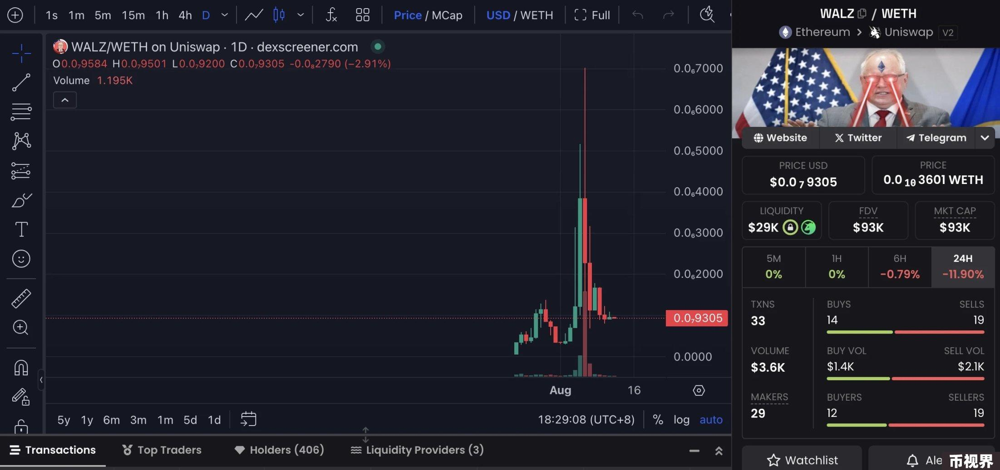 1s 1m 5m 15m 1h 4h D Price / MCap USD / WETH Full
WALZ/WETH on Uniswap · 1D · dexscreener.com
O0.0₇9584 H0.0₇9501 L0.0₇9200 C0.0₇9305 -0.0₈2790 (−2.91%)
Volume 1.195K
0.0₆7000
0.0₆6000
0.0₆5000
0.0₆4000
0.0₆3000
0.0₆2000
0.0₇9305
0.0000
Aug 16
5y 1y 6m 3m 1m 5d 1d 18:29:08 (UTC+8) % log auto
Transactions Top Traders Holders (406) Liquidity Providers (3)
WALZ / WETH
Ethereum > Uniswap V2
Website Twitter Telegram
PRICE USD PRICE
$0.0₇9305 0.0₁₀3601 WETH
LIQUIDITY FDV MKT CAP
$29K $93K $93K
5M 1H 6H 24H
0% 0% -0.79% -11.90%
TXNS BUYS SELLS
33 14 19
VOLUME BUY VOL SELL VOL
$3.6K $1.4K $2.1K
MAKERS BUYERS SELLERS
29 12 19
Watchlist Ale
币视界